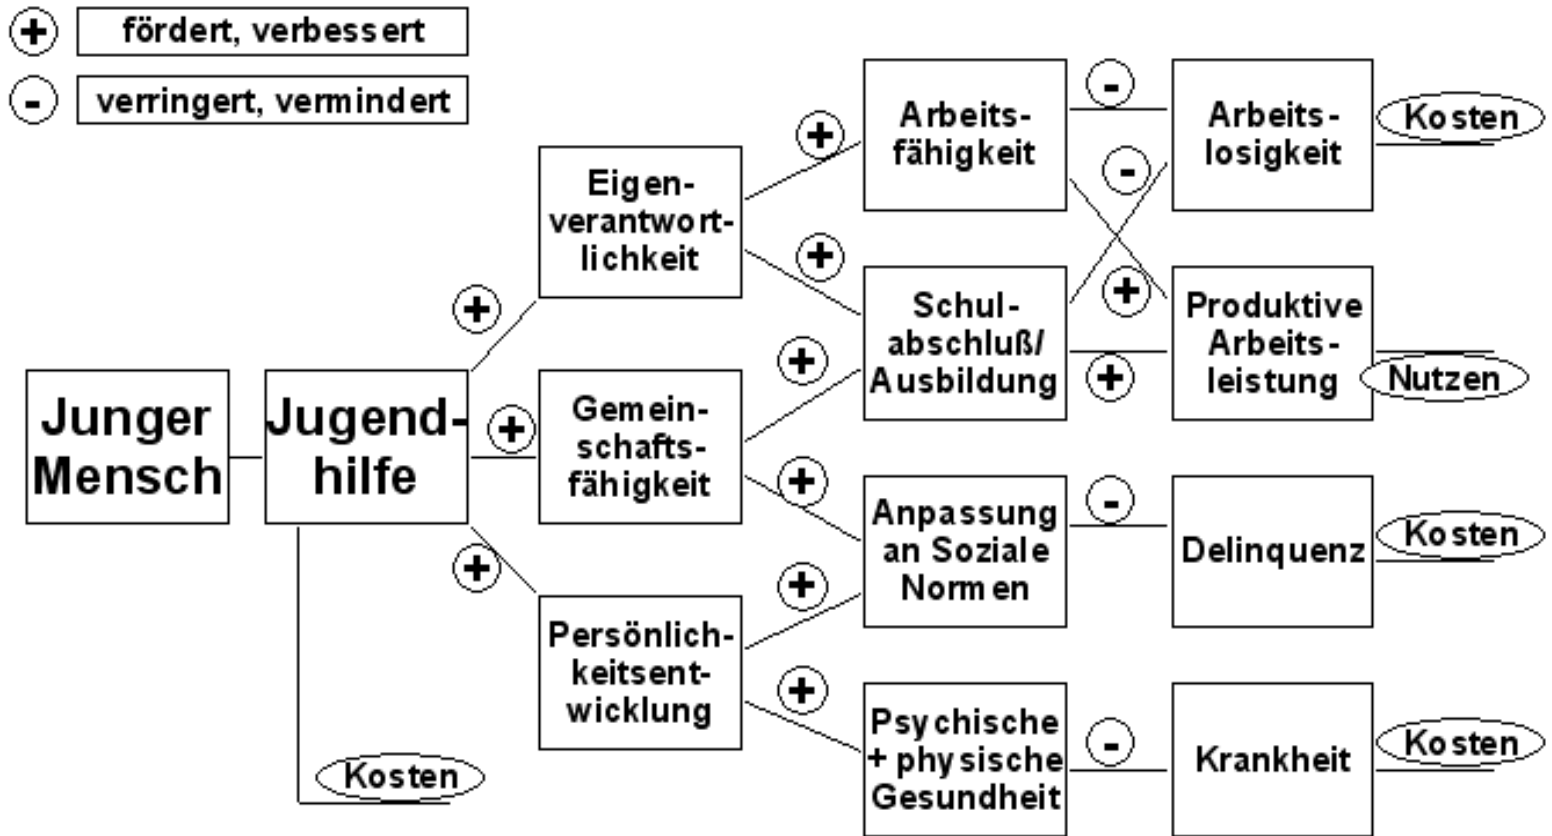 +
fördert, verbessert
-
verringert, vermindert
Junger
Mensch
Jugend-
hilfe
Kosten
+
+
+
Eigen-
verantwort-
lichkeit
Gemein-
schafts-
fähigkeit
Persönlich-
keitsent-
wicklung
+
+
+
+
+
+
Arbeits-
fähigkeit
Schul-
abschluß/
Ausbildung
Anpassung
an Soziale
Normen
Psychische
+ physische
Gesundheit
-
-
+
+
-
-
Arbeits-
losigkeit
Kosten
Produktive
Arbeits-
leistung
Nutzen
Delinquenz
Kosten
Krankheit
Kosten